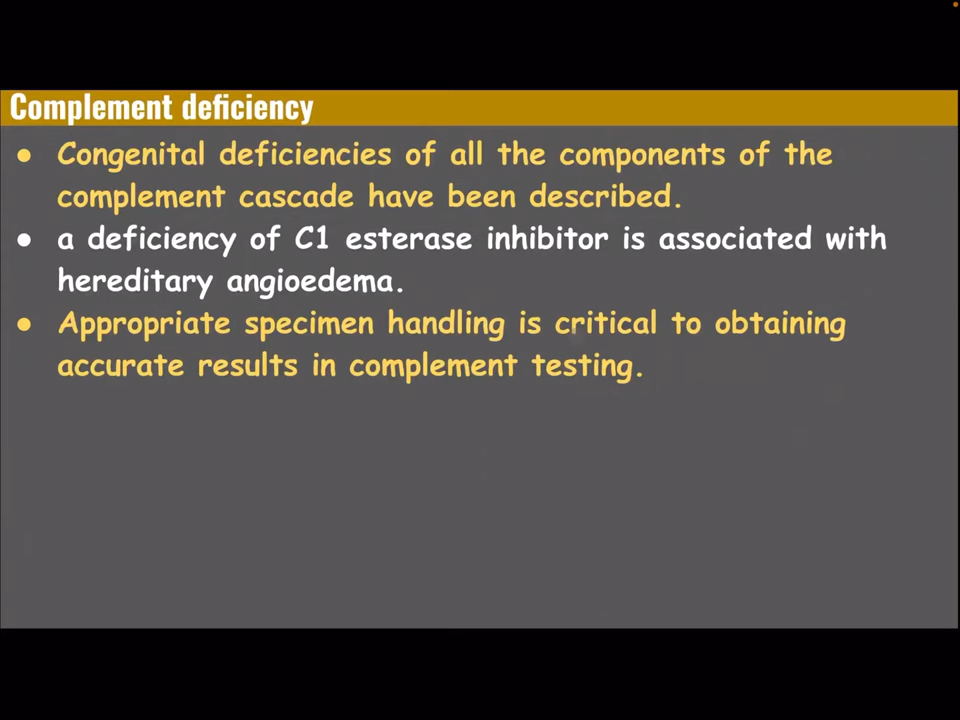 Complement deficiency
● Congenital deficiencies of all the components of the
complement cascade have been described.
● a deficiency of C1 esterase inhibitor is associated with
hereditary angioedema.
● Appropriate specimen handling is critical to obtaining
accurate results in complement testing.